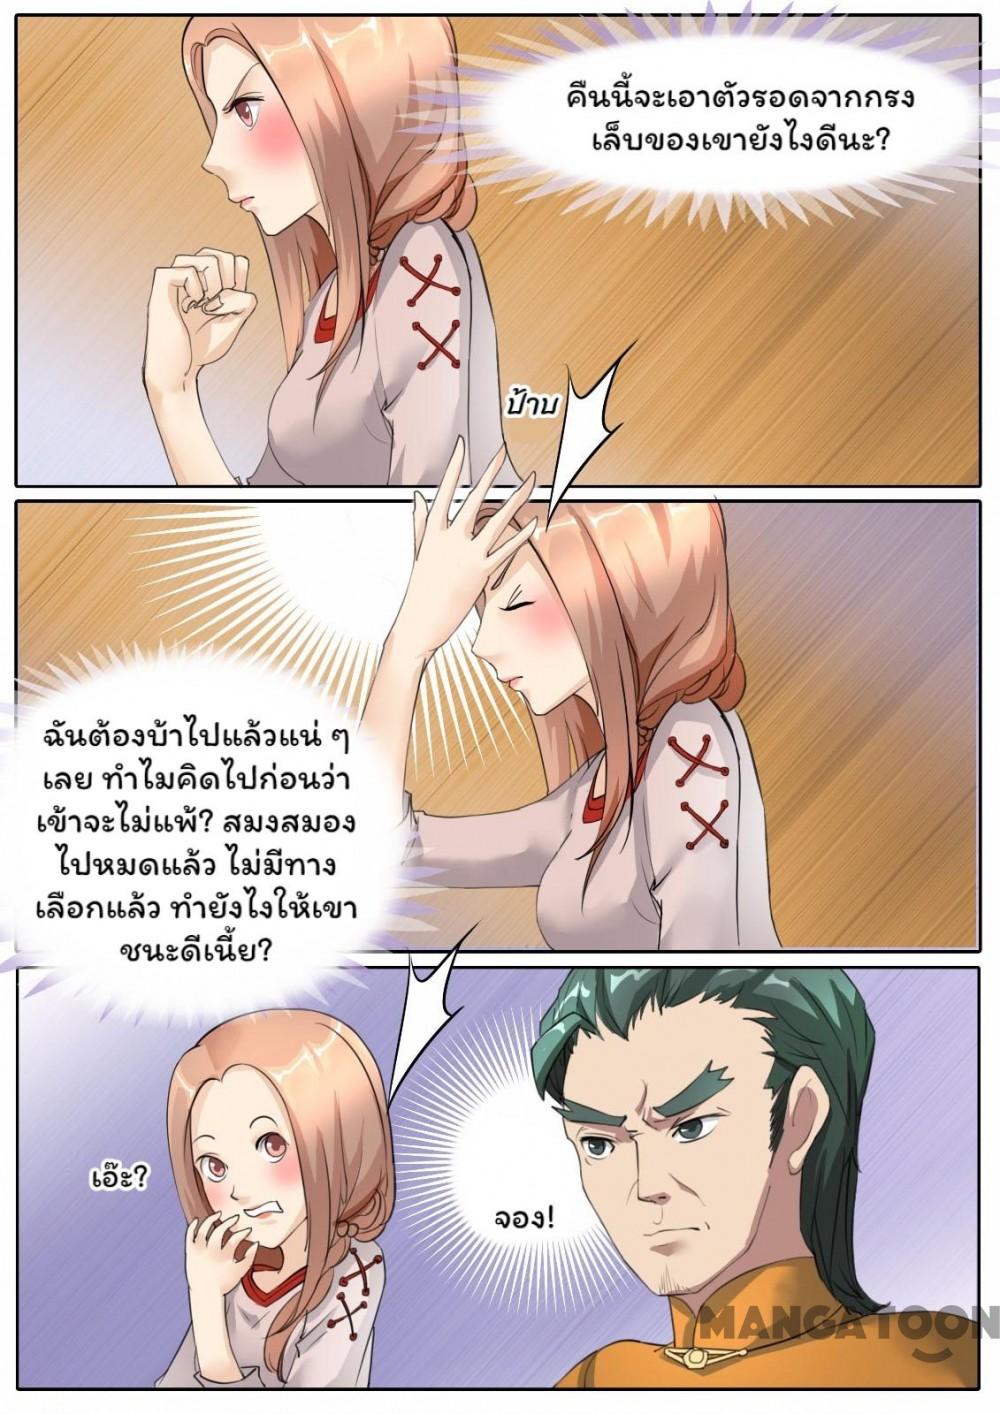 คืนนี้จะเอาตัวรอดจากกรง
เล็บของเขายังไงดีนะ?
ป้าบ
ฉันต้องบ้าไปแล้วแน่ ๆ
เลย ทำไมคิดไปก่อนว่า
เข้าจะไม่แพ้? สมงสมอง
ไปหมดแล้ว ไม่มีทาง
เลือกแล้ว ทำยังไงให้เขา
ชนะดีเนี้ย?
เอ๊ะ?
จอง!
MANGATOON